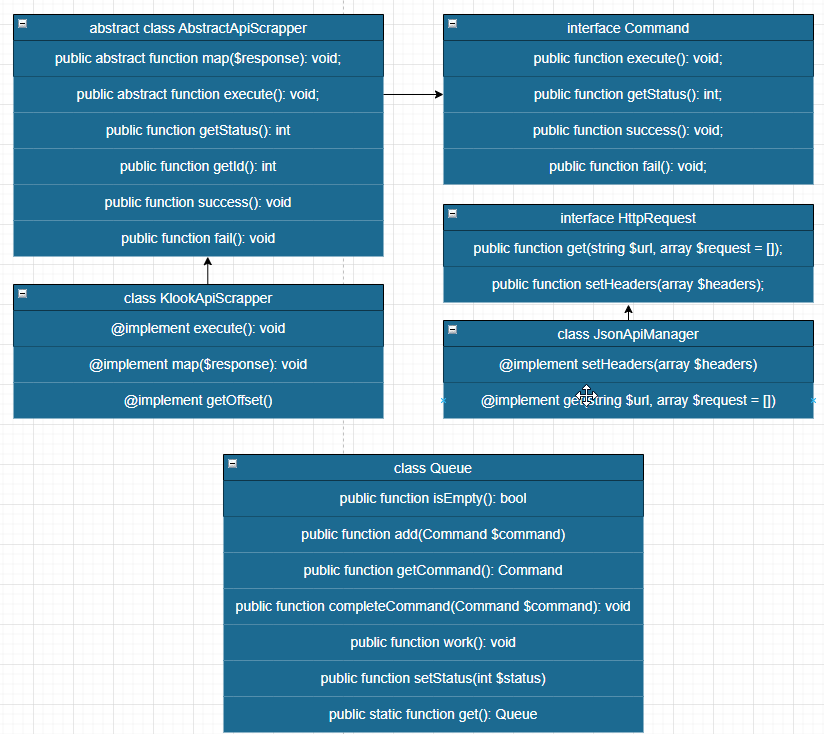 abstract class AbstractApiScrapper
public abstract function map($response): void;
public abstract function execute(): void;
public function getStatus(): int
public function getId(): int
public function success(): void
public function fail(): void
interface Command
public function execute(): void;
public function getStatus(): int;
public function success(): void;
public function fail(): void;
interface HttpRequest
public function get(string $url, array $request = []);
public function setHeaders(array $headers);
class KlookApiScrapper
@implement execute(): void
@implement map($response): void
@implement getOffset()
class JsonApiManager
@implement setHeaders(array $headers)
@implement get(string $url, array $request = [])
class Queue
public function isEmpty(): bool
public function add(Command $command)
public function getCommand(): Command
public function completeCommand(Command $command): void
public function work(): void
public function setStatus(int $status)
public static function get(): Queue